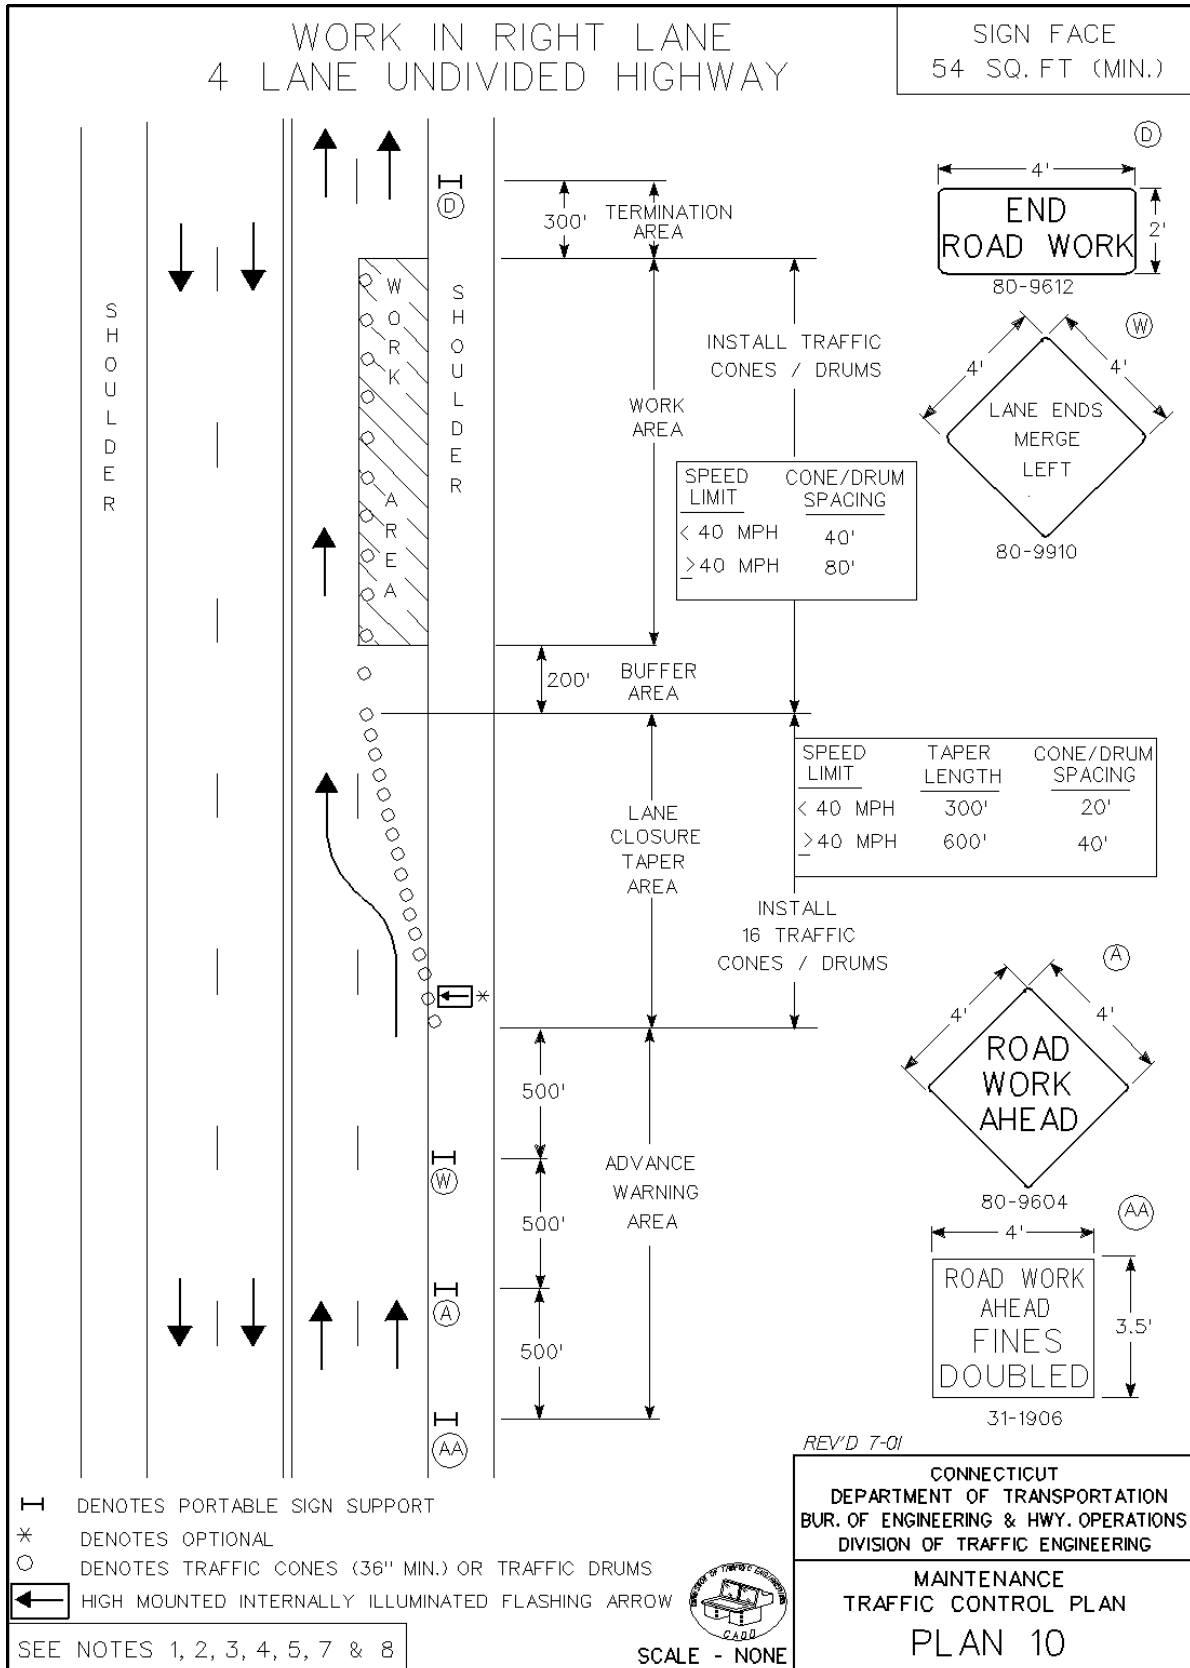 WORK IN RIGHT LANE
4 LANE UNDIVIDED HIGHWAY
SIGN FACE
54 SQ.FT (MIN.)
D
300'
TERMINATION
AREA
D
4'
END
ROAD WORK
2'
80-9612
SHOULDER
WORK AREA
SHOULDER
INSTALL TRAFFIC
CONES / DRUMS
WORK
AREA
W
4'
4'
LANE ENDS
MERGE
LEFT
80-9910
SPEED LIMIT CONE/DRUM SPACING
< 40 MPH 40'
≥40 MPH 80'
200'
BUFFER
AREA
SPEED LIMIT TAPER LENGTH CONE/DRUM SPACING
< 40 MPH 300' 20'
≥40 MPH 600' 40'
LANE
CLOSURE
TAPER
AREA
INSTALL
16 TRAFFIC
CONES / DRUMS
*
500'
W
500'
A
500'
AA
ADVANCE
WARNING
AREA
A
4'
4'
ROAD
WORK
AHEAD
80-9604
AA
4'
ROAD WORK
AHEAD
FINES
DOUBLED
3.5'
31-1906
REV'D 7-01
DENOTES PORTABLE SIGN SUPPORT
* DENOTES OPTIONAL
DENOTES TRAFFIC CONES (36" MIN.) OR TRAFFIC DRUMS
HIGH MOUNTED INTERNALLY ILLUMINATED FLASHING ARROW
SEE NOTES 1, 2, 3, 4, 5, 7 & 8
CADD
SCALE - NONE
CONNECTICUT
DEPARTMENT OF TRANSPORTATION
BUR. OF ENGINEERING & HWY. OPERATIONS
DIVISION OF TRAFFIC ENGINEERING
MAINTENANCE
TRAFFIC CONTROL PLAN
PLAN 10